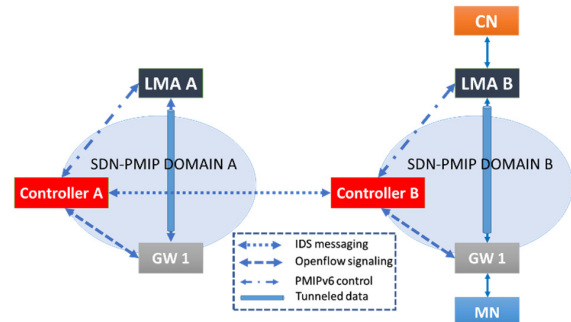 CN
LMA A
LMA B
SDN-PMIP DOMAIN A
SDN-PMIP DOMAIN B
Controller A
Controller B
GW 1
GW 1
IDS messaging
Openflow signaling
PMIPv6 control
Tunneled data
MN